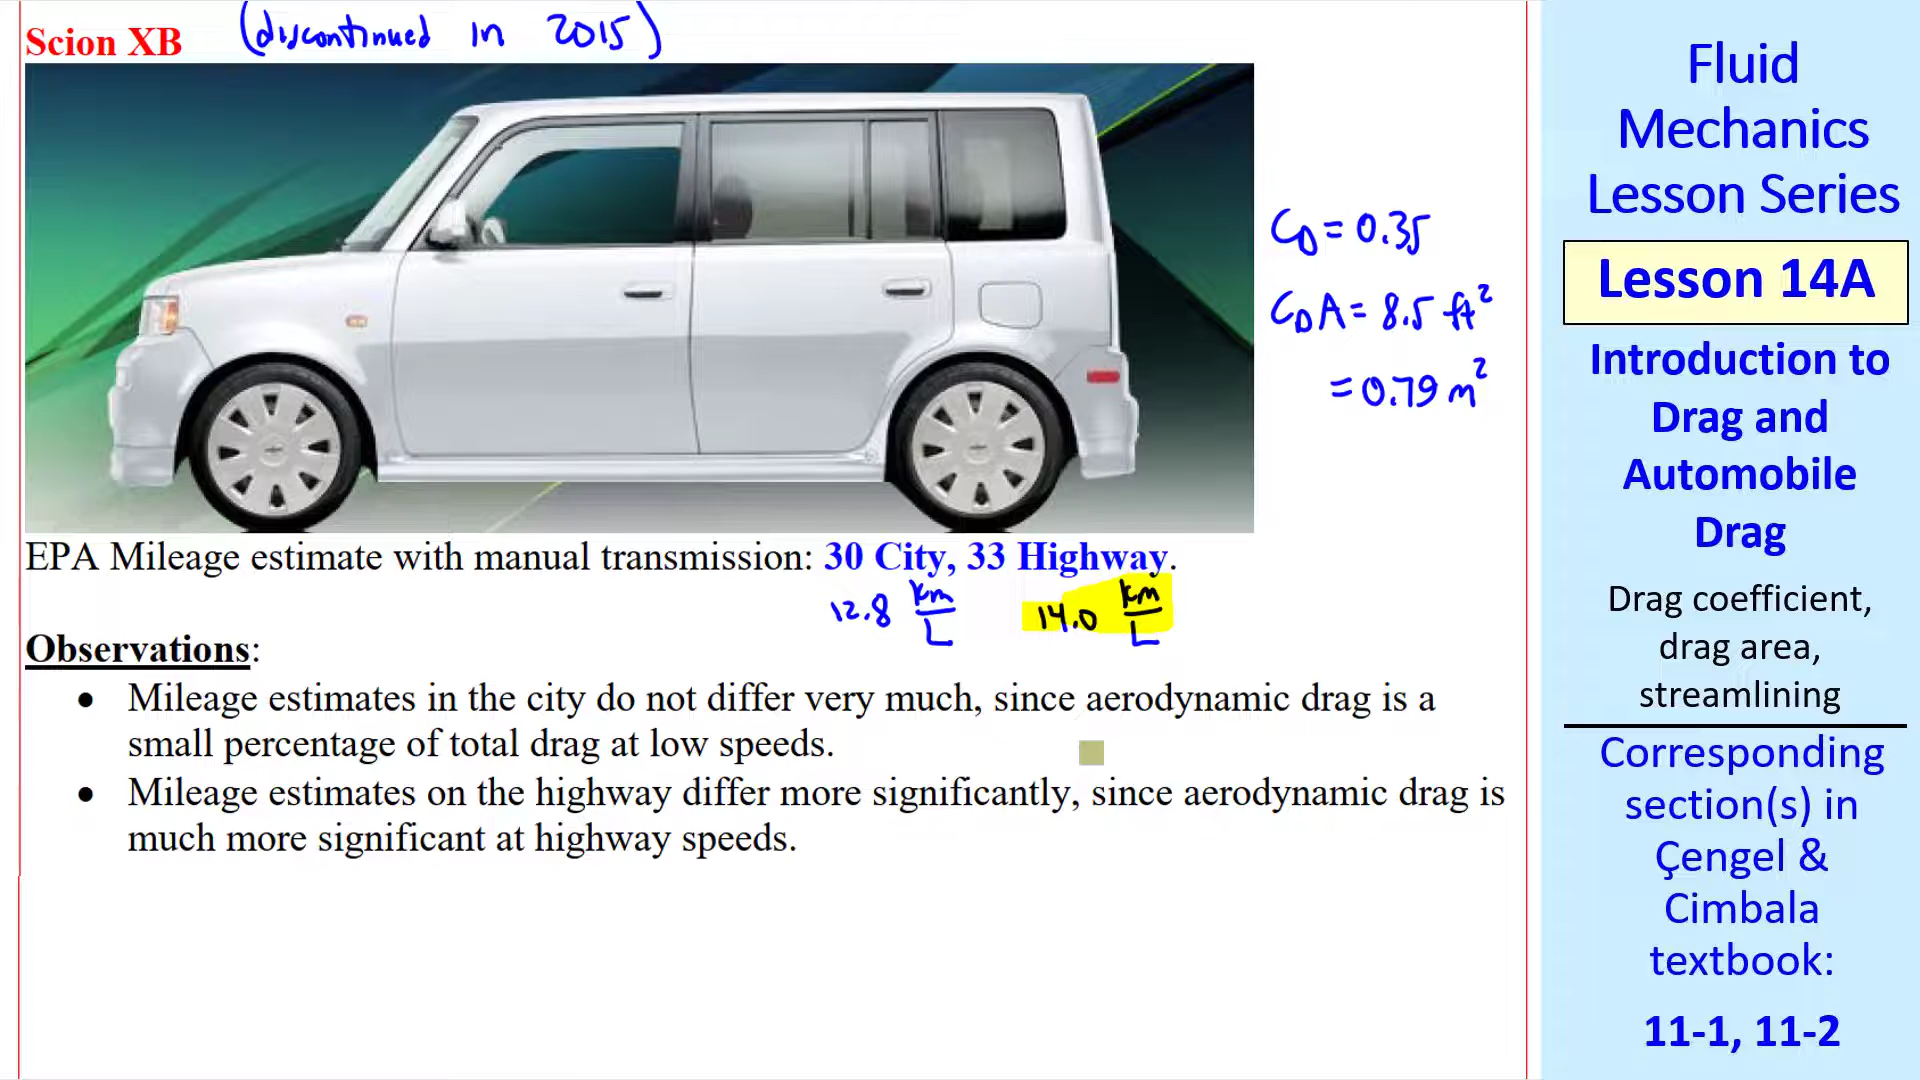 Scion XB (discontinued in 2015)
C_D = 0.35
C_D A = 8.5 ft²
= 0.79 m²
EPA Mileage estimate with manual transmission: 30 City, 33 Highway.
12.8 km/L 14.0 km/L
Observations:
• Mileage estimates in the city do not differ very much, since aerodynamic drag is a
small percentage of total drag at low speeds.
• Mileage estimates on the highway differ more significantly, since aerodynamic drag is
much more significant at highway speeds.
Fluid
Mechanics
Lesson Series
Lesson 14A
Introduction to
Drag and
Automobile
Drag
Drag coefficient,
drag area,
streamlining
Corresponding
section(s) in
Çengel &
Cimbala
textbook:
11-1, 11-2